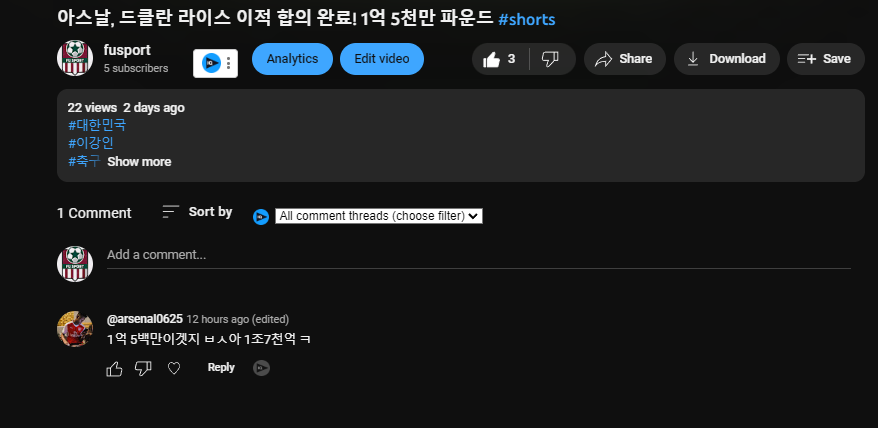 아스날, 드클란 라이스 이적 합의 완료! 1억 5천만 파운드 #shorts
fusport
5 subscribers
Analytics
Edit video
3
Share
Download
Save
22 views 2 days ago
#대한민국
#이강인
#축구 Show more
1 Comment
Sort by
All comment threads (choose filter)
Add a comment...
@arsenal0625 12 hours ago (edited)
1억 5백만이겟지 ㅂㅅ아 1조7천억 ㅋ
Reply